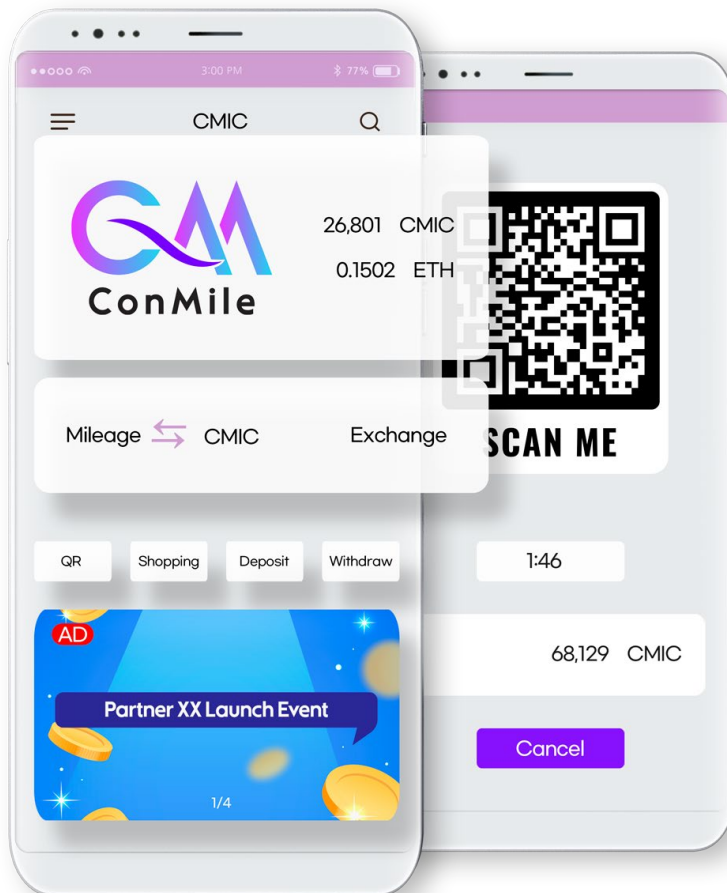 3:00 PM
77%
CMIC
ConMile
26,801 CMIC
0.1502 ETH
Mileage CMIC Exchange
QR Shopping Deposit Withdraw
AD
Partner XX Launch Event
1/4
SCAN ME
1:46
68,129 CMIC
Cancel